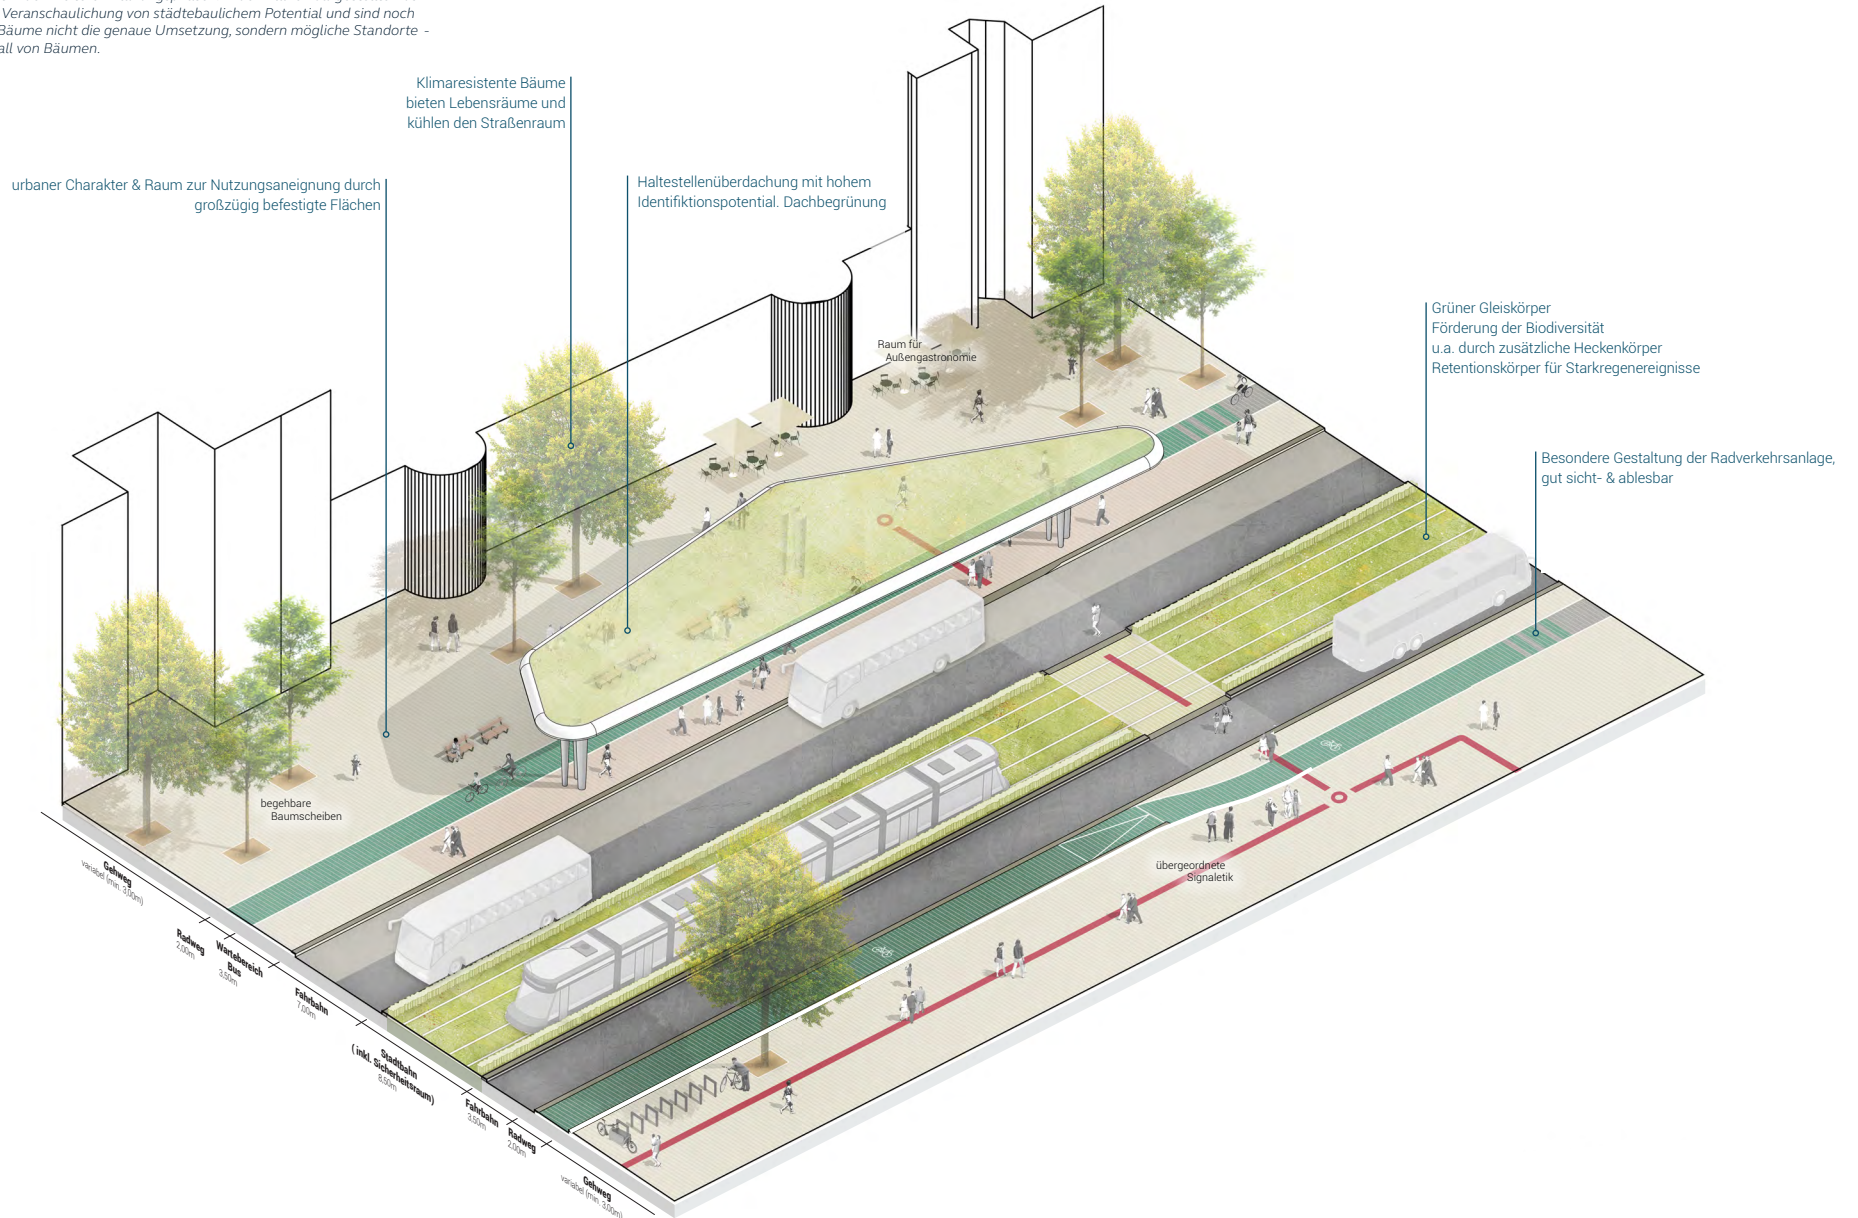 Veranschaulichung von städtebaulichem Potential und sind noch
Bäume nicht die genaue Umsetzung, sondern mögliche Standorte -
all von Bäumen.
Klimaresistente Bäume
bieten Lebensräume und
kühlen den Straßenraum
urbaner Charakter & Raum zur Nutzungsaneignung durch
großzügig befestigte Flächen
Haltestellenüberdachung mit hohem
Identifiktionspotential. Dachbegrünung
Raum für
Außengastronomie
Grüner Gleiskörper
Förderung der Biodiversität
u.a. durch zusätzliche Heckenkörper
Retentionskörper für Starkregenereignisse
Besondere Gestaltung der Radverkehrsanlage,
gut sicht- & ablesbar
begehbare
Baumscheiben
übergeordnete
Signaletik
Gehweg
variabel (min. 3,00m)
Radweg
2,00m
Wartebereich
Bus
3,50m
Fahrbahn
7,00m
Stadtbahn
( inkl. Sicherheitsraum)
8,50m
Fahrbahn
3,50m
Radweg
2,00m
Gehweg
variabel (min. 3,00m)